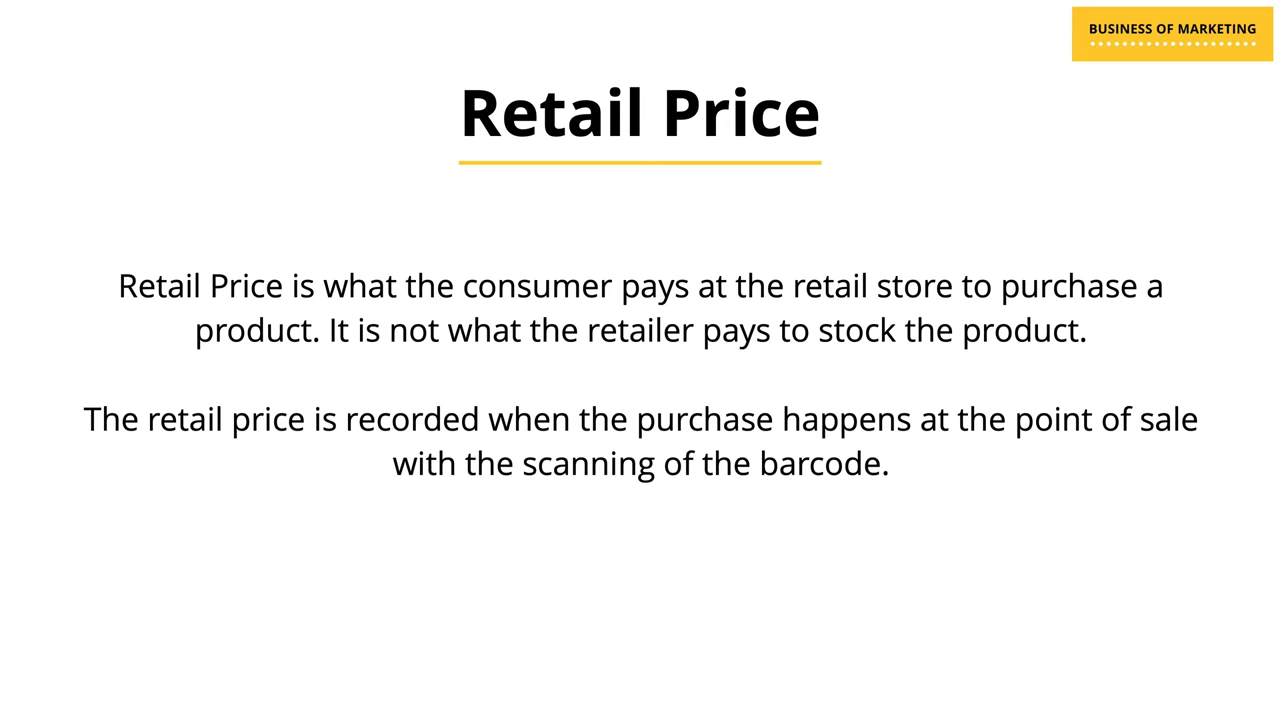 BUSINESS OF MARKETING
Retail Price
Retail Price is what the consumer pays at the retail store to purchase a
product. It is not what the retailer pays to stock the product.
The retail price is recorded when the purchase happens at the point of sale
with the scanning of the barcode.